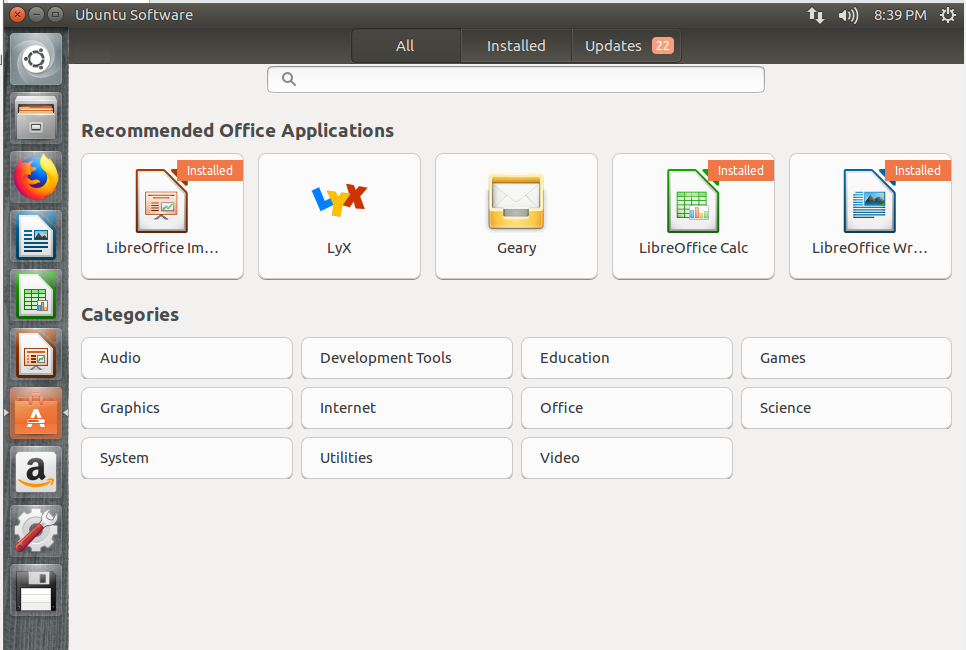 Ubuntu Software 8:39 PM
All Installed Updates 22
Recommended Office Applications
Installed Installed Installed
LyX
LibreOffice Im... LyX Geary LibreOffice Calc LibreOffice Wr...
Categories
Audio Development Tools Education Games
Graphics Internet Office Science
System Utilities Video
A
a